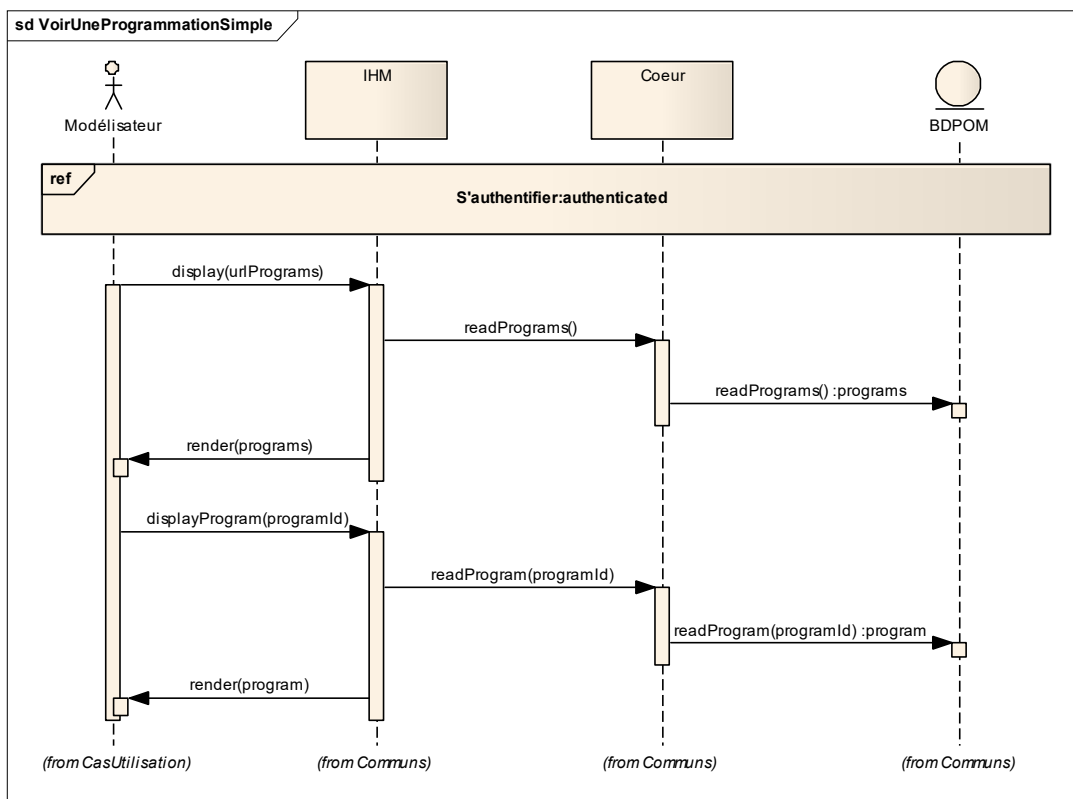 sd VoirUneProgrammationSimple
Modélisateur
IHM
Coeur
BDPOM
ref
S'authentifier:authenticated
display(urlPrograms)
readPrograms()
readPrograms() :programs
render(programs)
displayProgram(programId)
readProgram(programId)
readProgram(programId) :program
render(program)
(from CasUtilisation)
(from Communs)
(from Communs)
(from Communs)